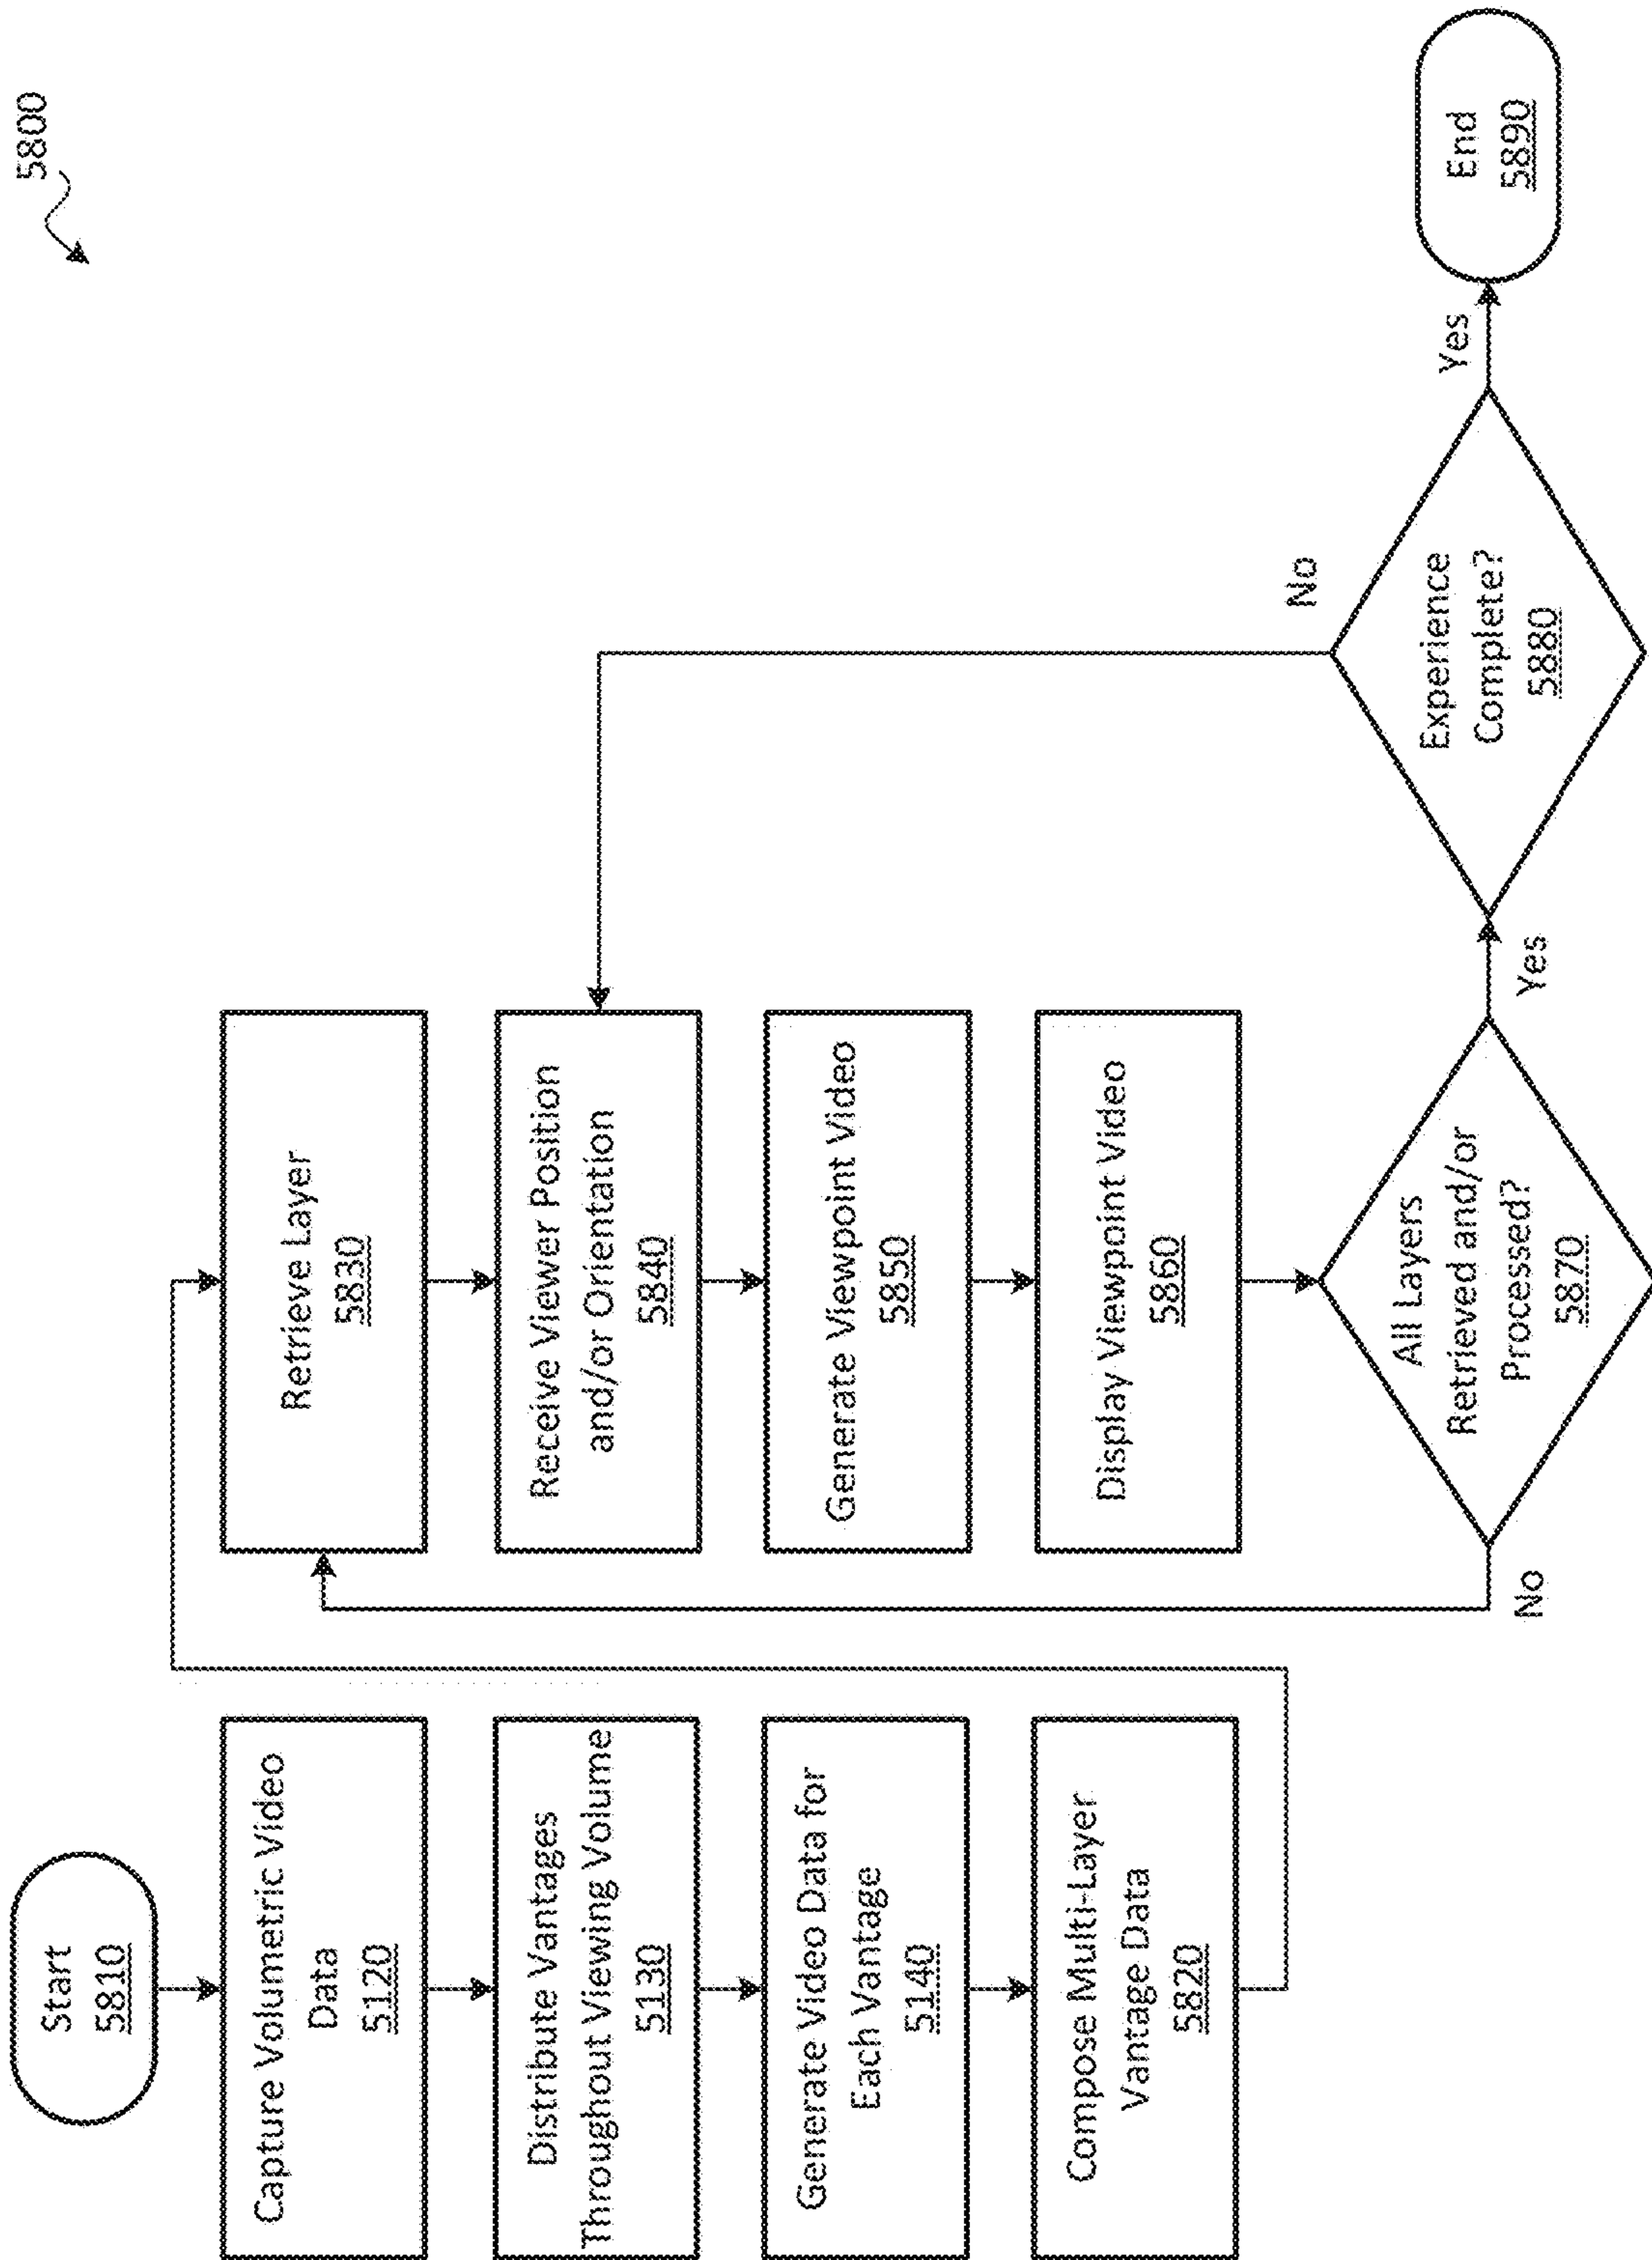 5800
Start
5810
Capture Volumetric Video
Data
5120
Distribute Vantages
Throughout Viewing Volume
5130
Generate Video Data for
Each Vantage
5140
Compose Multi-Layer
Vantage Data
5820
Retrieve Layer
5830
Receive Viewer Position
and/or Orientation
5840
Generate Viewpoint Video
5850
Display Viewpoint Video
5860
All Layers
Retrieved and/or
Processed?
5870
No
Yes
Experience
Complete?
5880
No
Yes
End
5890